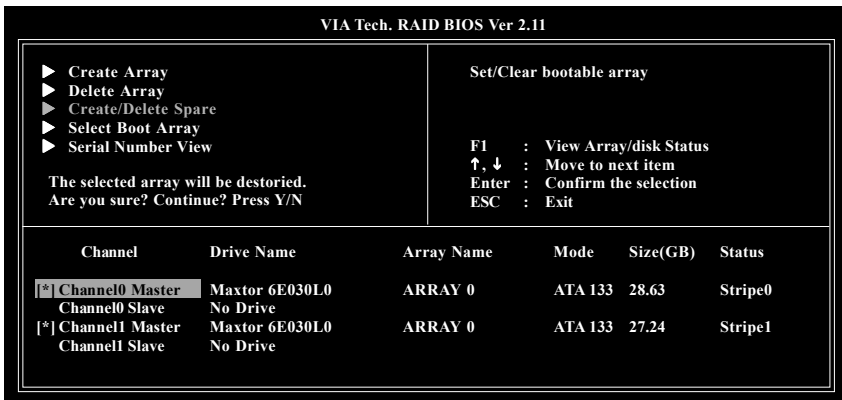 VIA Tech. RAID BIOS Ver 2.11
Create Array
Delete Array
Create/Delete Spare
Select Boot Array
Serial Number View
The selected array will be destoried.
Are you sure? Continue? Press Y/N
Set/Clear bootable array
F1 : View Array/disk Status
↑, ↓ : Move to next item
Enter : Confirm the selection
ESC : Exit
Channel Drive Name Array Name Mode Size(GB) Status
[*] Channel0 Master Maxtor 6E030L0 ARRAY 0 ATA 133 28.63 Stripe0
Channel0 Slave No Drive
[*] Channel1 Master Maxtor 6E030L0 ARRAY 0 ATA 133 27.24 Stripe1
Channel1 Slave No Drive